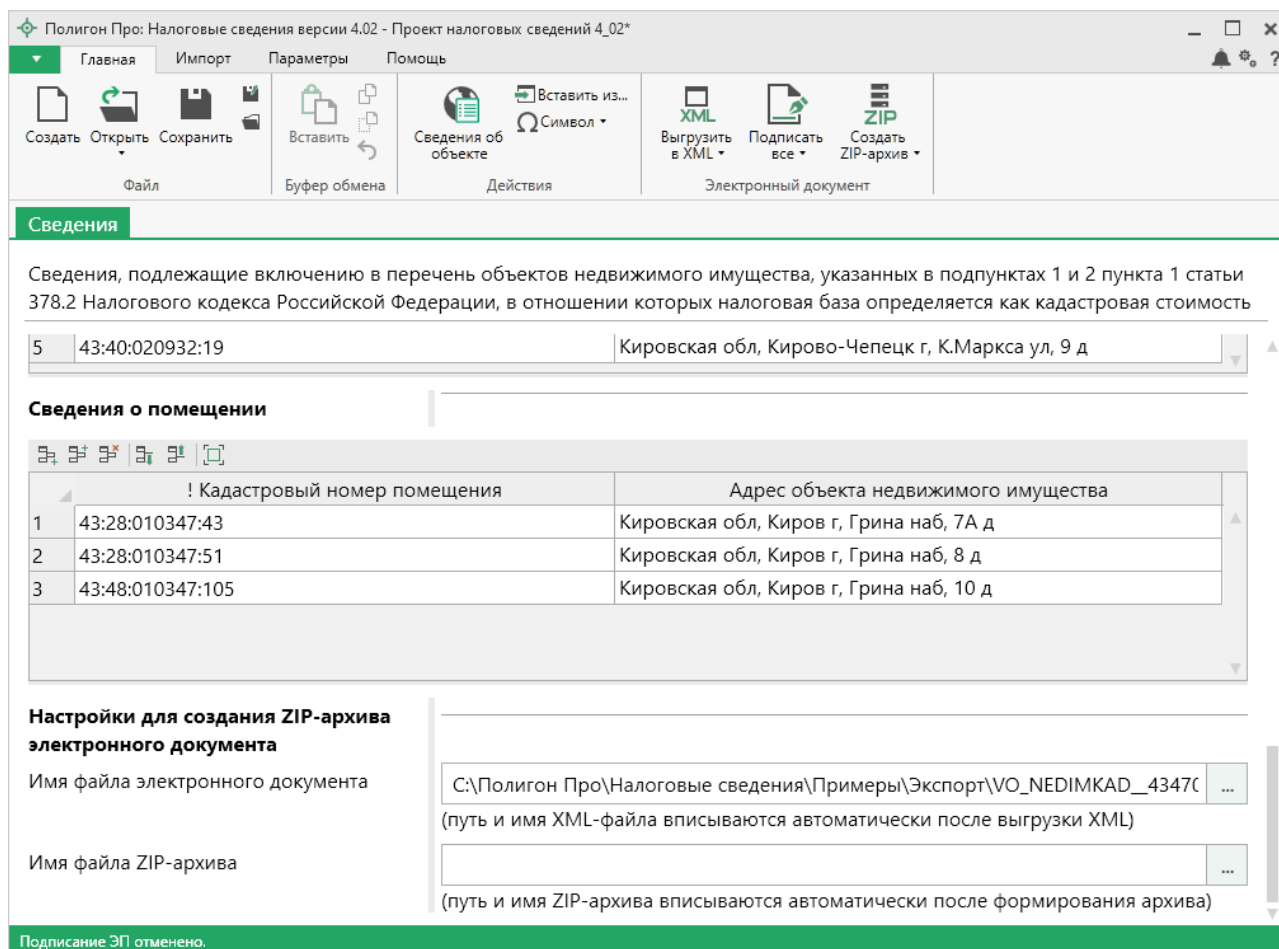 Полигон Про: Налоговые сведения версии 4.02 - Проект налоговых сведений 4_02*
Главная Импорт Параметры Помощь
?
Создать Открыть Сохранить
Файл
Вставить
Буфер обмена
Сведения об объекте
Вставить из...
Символ
Действия
XML
Выгрузить в XML
Подписать все
ZIP
Создать ZIP-архив
Электронный документ
Сведения
Сведения, подлежащие включению в перечень объектов недвижимого имущества, указанных в подпунктах 1 и 2 пункта 1 статьи
378.2 Налогового кодекса Российской Федерации, в отношении которых налоговая база определяется как кадастровая стоимость
5 43:40:020932:19 Кировская обл, Кирово-Чепецк г, К.Маркса ул, 9 д
Сведения о помещении
! Кадастровый номер помещения Адрес объекта недвижимого имущества
1 43:28:010347:43 Кировская обл, Киров г, Грина наб, 7А д
2 43:28:010347:51 Кировская обл, Киров г, Грина наб, 8 д
3 43:48:010347:105 Кировская обл, Киров г, Грина наб, 10 д
Настройки для создания ZIP-архива
электронного документа
Имя файла электронного документа C:\Полигон Про\Налоговые сведения\Примеры\Экспорт\VO_NEDIMKAD__43470 ...
(путь и имя XML-файла вписываются автоматически после выгрузки XML)
Имя файла ZIP-архива ...
(путь и имя ZIP-архива вписываются автоматически после формирования архива)
Подписание ЭП отменено.